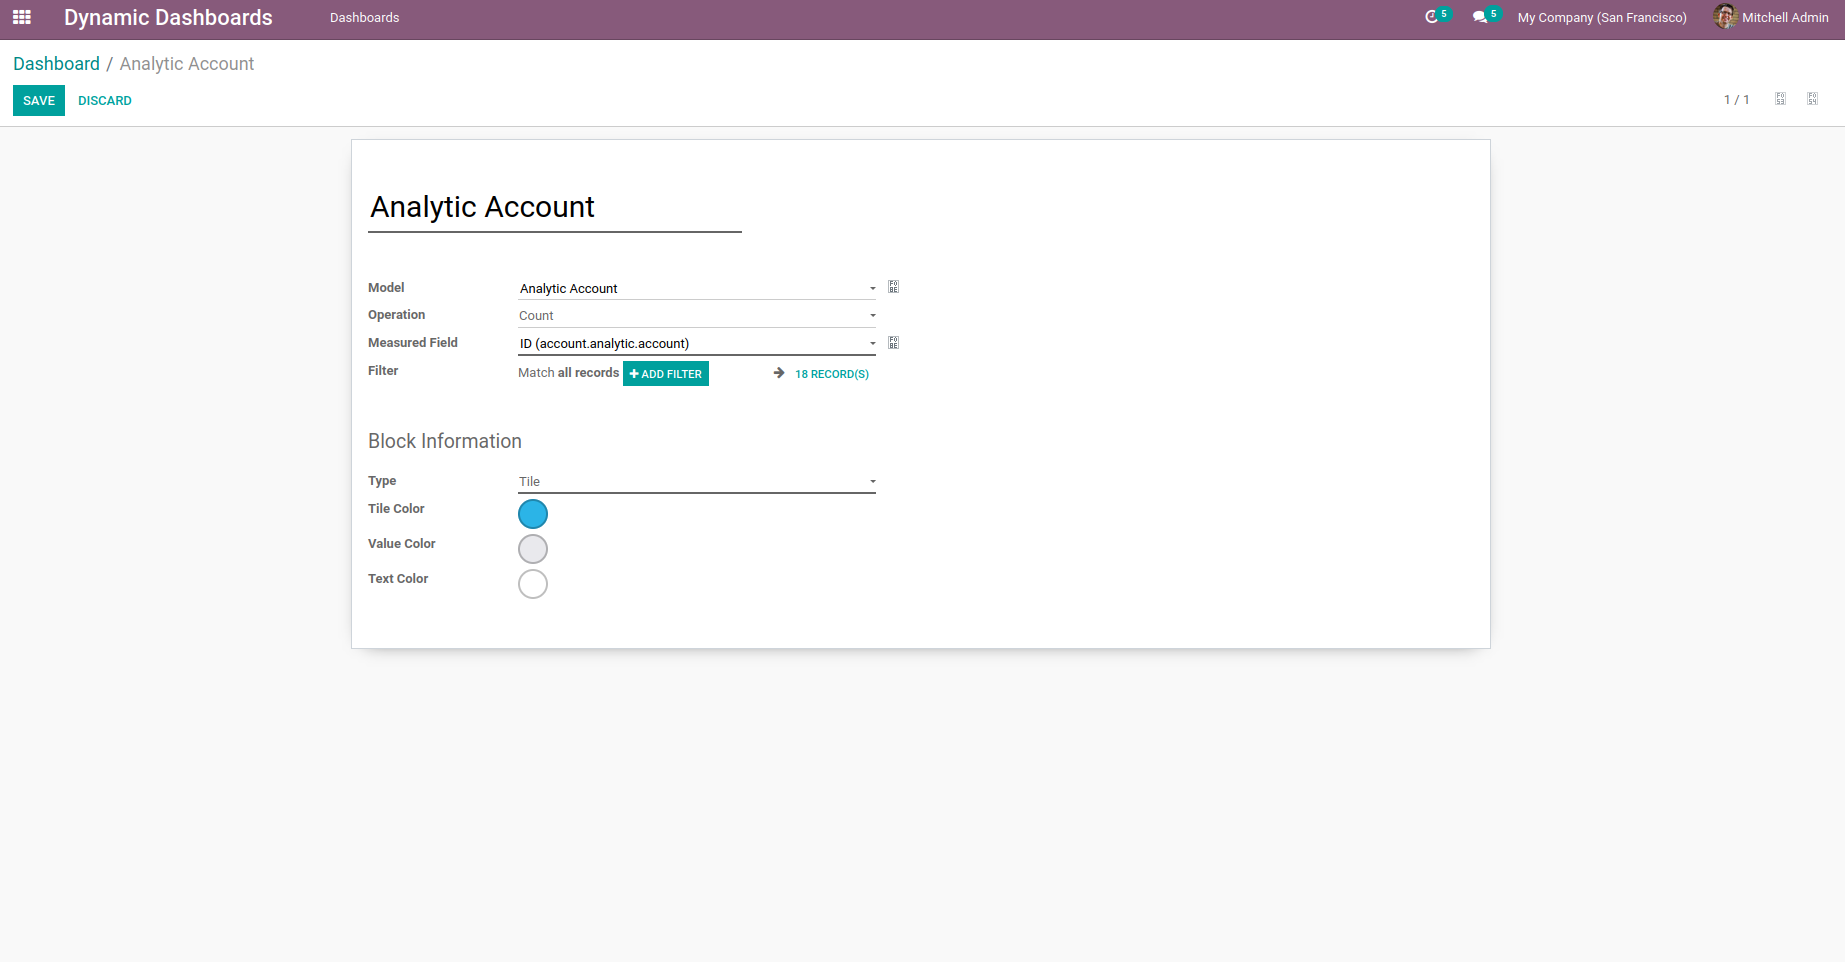 Dynamic Dashboards Dashboards 5 5 My Company (San Francisco) Mitchell Admin
Dashboard / Analytic Account
SAVE DISCARD 1 / 1
Analytic Account
Model Analytic Account
Operation Count
Measured Field ID (account.analytic.account)
Filter Match all records + ADD FILTER 18 RECORD(S)
Block Information
Type Tile
Tile Color
Value Color
Text Color